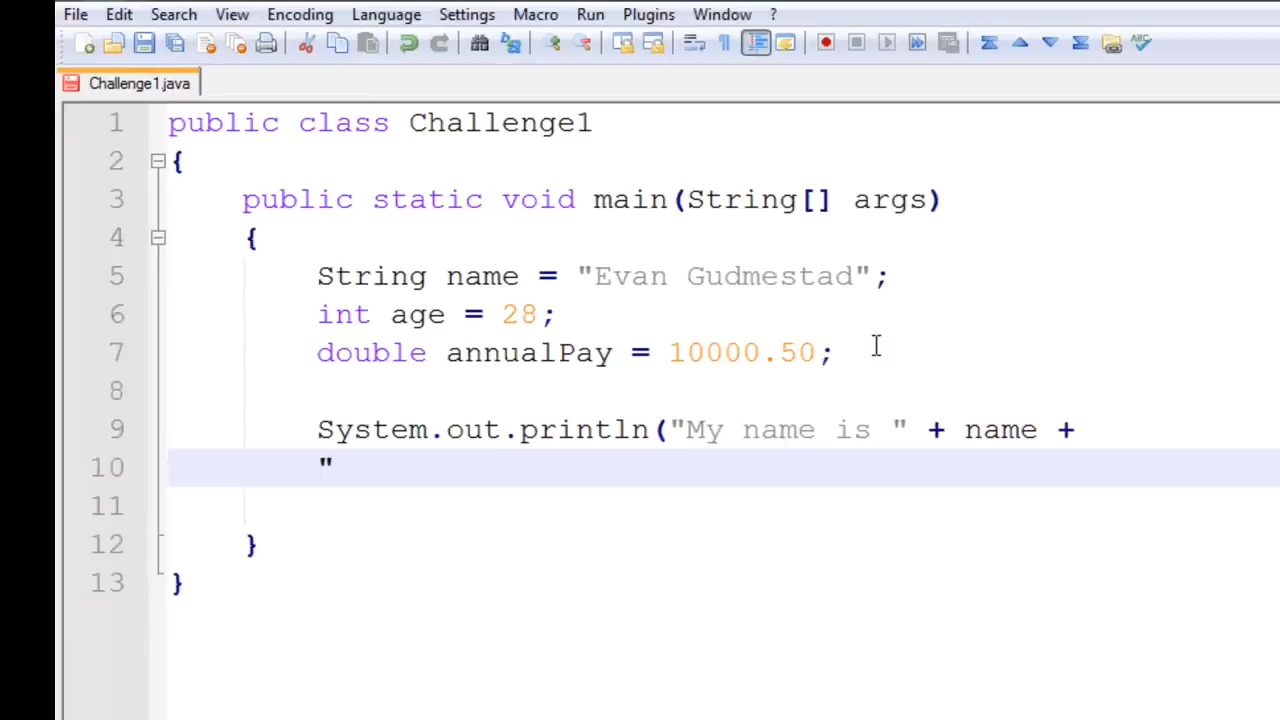 File Edit Search View Encoding Language Settings Macro Run Plugins Window ?
ABC
Challenge1.java
1 public class Challenge1
2 {
3 public static void main(String[] args)
4 {
5 String name = "Evan Gudmestad";
6 int age = 28;
7 double annualPay = 10000.50;
8
9 System.out.println("My name is " + name +
10 "
11
12 }
13 }